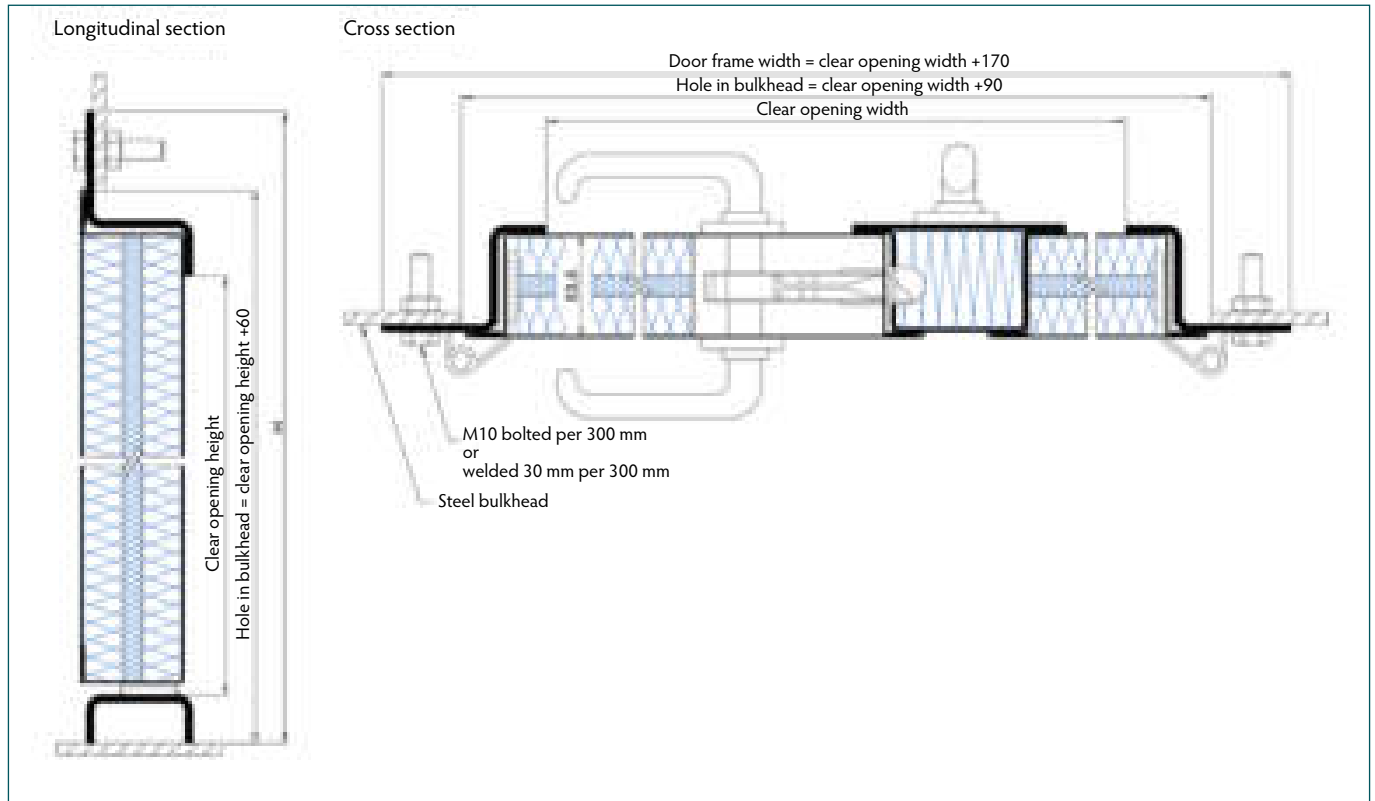 Longitudinal section
Cross section
Door frame width = clear opening width +170
Hole in bulkhead = clear opening width +90
Clear opening width
Clear opening height
Hole in bulkhead = clear opening height +60
M10 bolted per 300 mm
or
welded 30 mm per 300 mm
Steel bulkhead